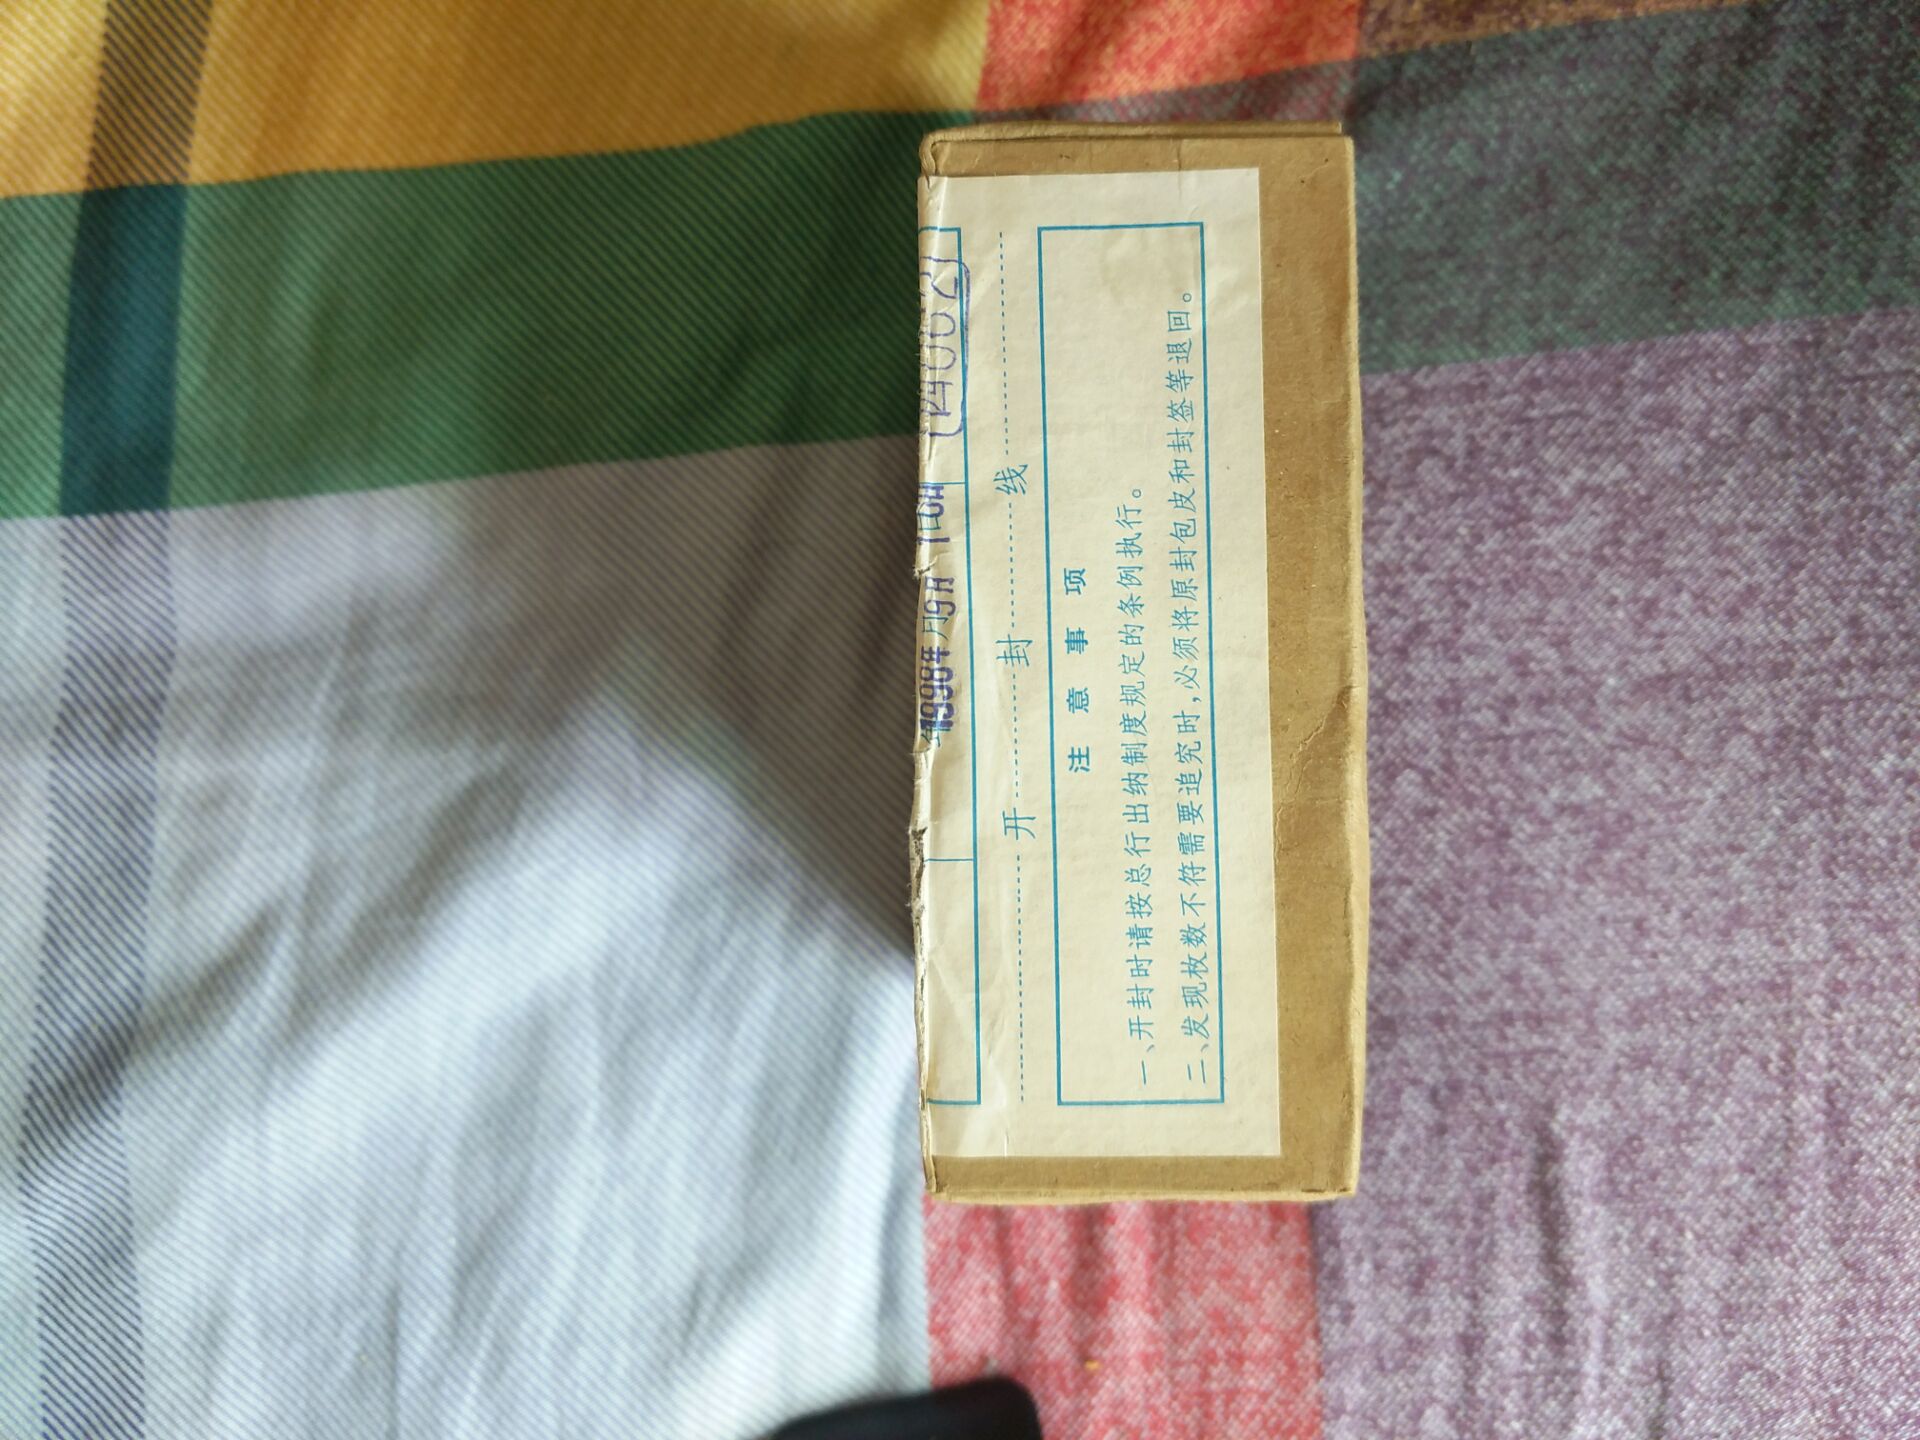 1998年 月9日
开 封 线
注 意 事 项
一、开封时请按总行出纳制度规定的条例执行。
二、发现枚数不符需要追究时,必须将原封包皮和封签等退回。